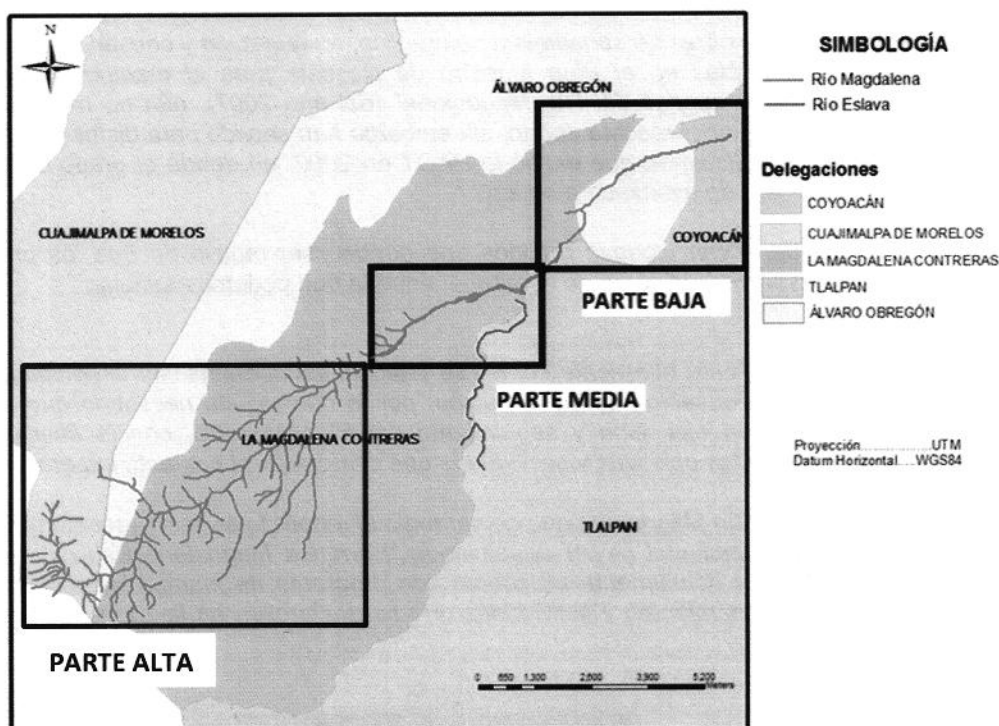 N
ÁLVARO OBREGÓN
CUAJIMALPA DE MORELOS
COYOACÁN
PARTE BAJA
PARTE MEDIA
LA MAGDALENA CONTRERAS
TLALPAN
PARTE ALTA
0 650 1,300 2,600 3,900 5,200
Meters
SIMBOLOGÍA
Río Magdalena
Río Eslava
Delegaciones
COYOACÁN
CUAJIMALPA DE MORELOS
LA MAGDALENA CONTRERAS
TLALPAN
ÁLVARO OBREGÓN
Proyección..........UTM
Datum Horizontal....WGS84